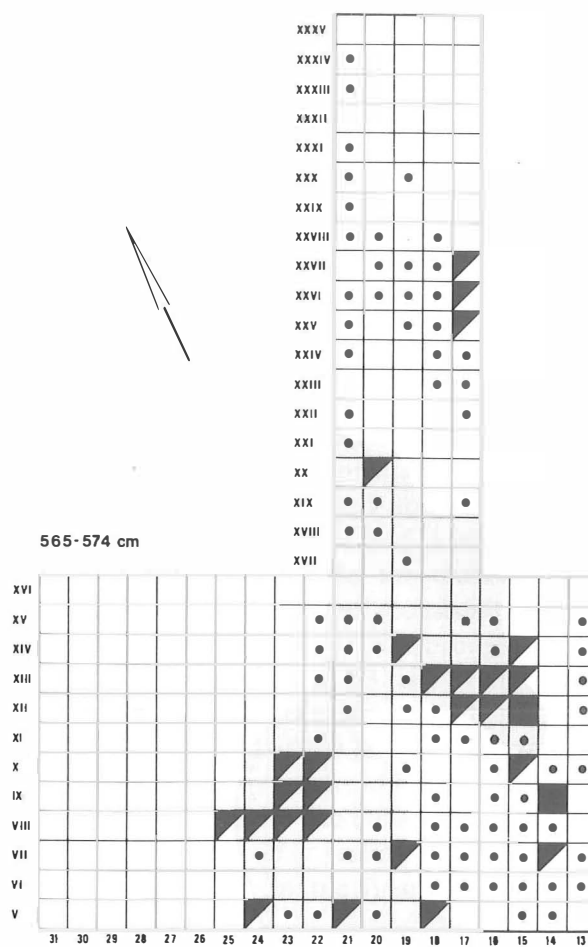 XXXV
XXXIV
XXXIII
XXXII
XXXI
XXX
XXIX
XXVIII
XXVII
XXVI
XXV
XXIV
XXIII
XXII
XXI
XX
XIX
XVIII
XVII
565-574 cm
XVI
XV
XIV
XIII
XII
XI
X
IX
VIII
VII
VI
V
31 30 29 28 27 26 25 24 23 22 21 20 19 18 17 16 15 14 13